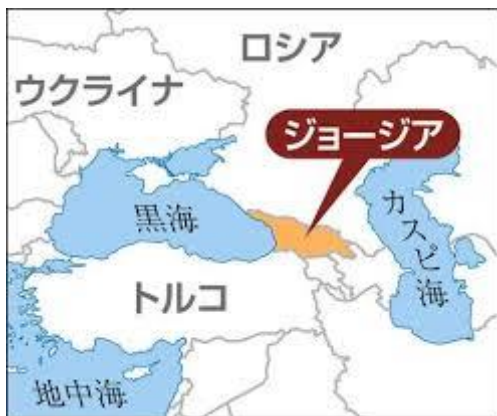 ロシア
ウクライナ
ジョージア
黒海
カスピ海
トルコ
地中海